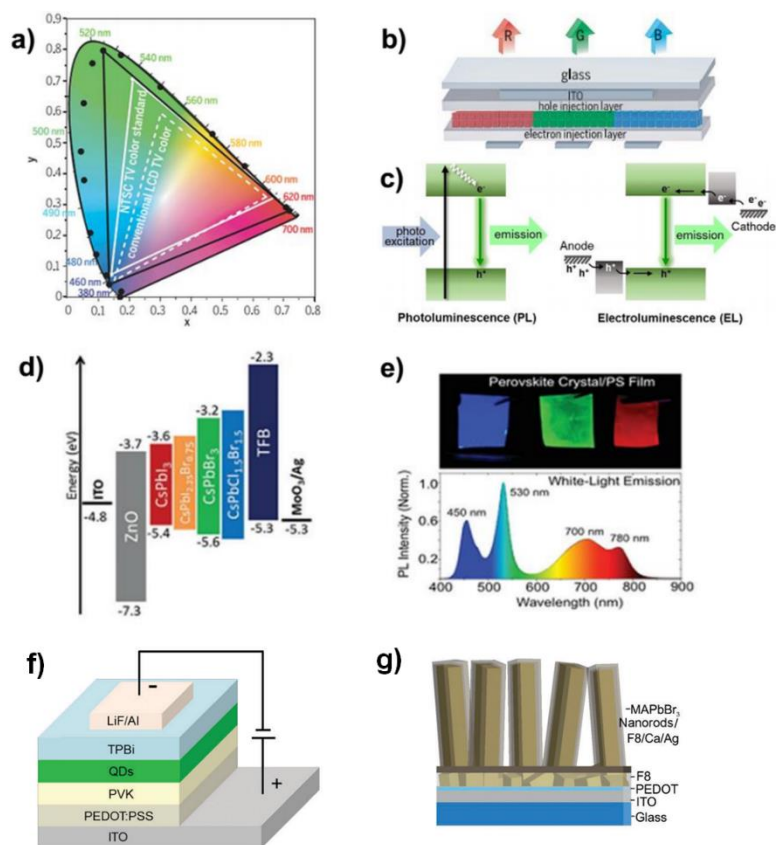 a)
0.9
0.8
0.7
0.6
0.5
0.4
0.3
0.2
0.1
0
y
520 nm
540 nm
560 nm
580 nm
600 nm
620 nm
700 nm
500 nm
490 nm
480 nm
460 nm
380 nm
NTSC TV color standard
conventional LCD TV color
0.0 0.1 0.2 0.3 0.4 0.5 0.6 0.7 0.8
x
b)
R G B
glass
ITO
hole injection layer
electron injection layer
c)
photo
excitation
e-
emission
h+
Photoluminescence (PL)
e- e- e- e-
Cathode
emission
Anode
h+ h+ h+ h+
Electroluminescence (EL)
d)
Energy (eV)
ITO
-4.8
-3.7
ZnO
-7.3
-3.6
CsPbI3
-5.4
CsPbI2.25Br0.75
-3.2
CsPbBr3
-5.6
CsPbCl1.5Br1.5
-2.3
TFB
-5.3
MoO3/Ag
-5.3
e)
Perovskite Crystal/PS Film
White-Light Emission
PL Intensity (Norm.)
1.0
0.6
0.2
450 nm
530 nm
700 nm
780 nm
400 500 600 700 800 900
Wavelength (nm)
f)
-
LiF/Al
TPBi
QDs
PVK
PEDOT:PSS
ITO
+
g)
MAPbBr3
Nanorods/
F8/Ca/Ag
F8
PEDOT
ITO
Glass